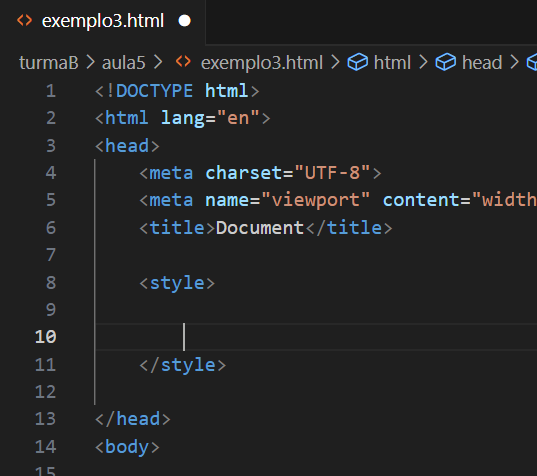 exemplo3.html
turmaB > aula5 > exemplo3.html > html > head >
1 <!DOCTYPE html>
2 <html lang="en">
3 <head>
4 <meta charset="UTF-8">
5 <meta name="viewport" content="width
6 <title>Document</title>
7
8 <style>
9
10
11 </style>
12
13 </head>
14 <body>
15